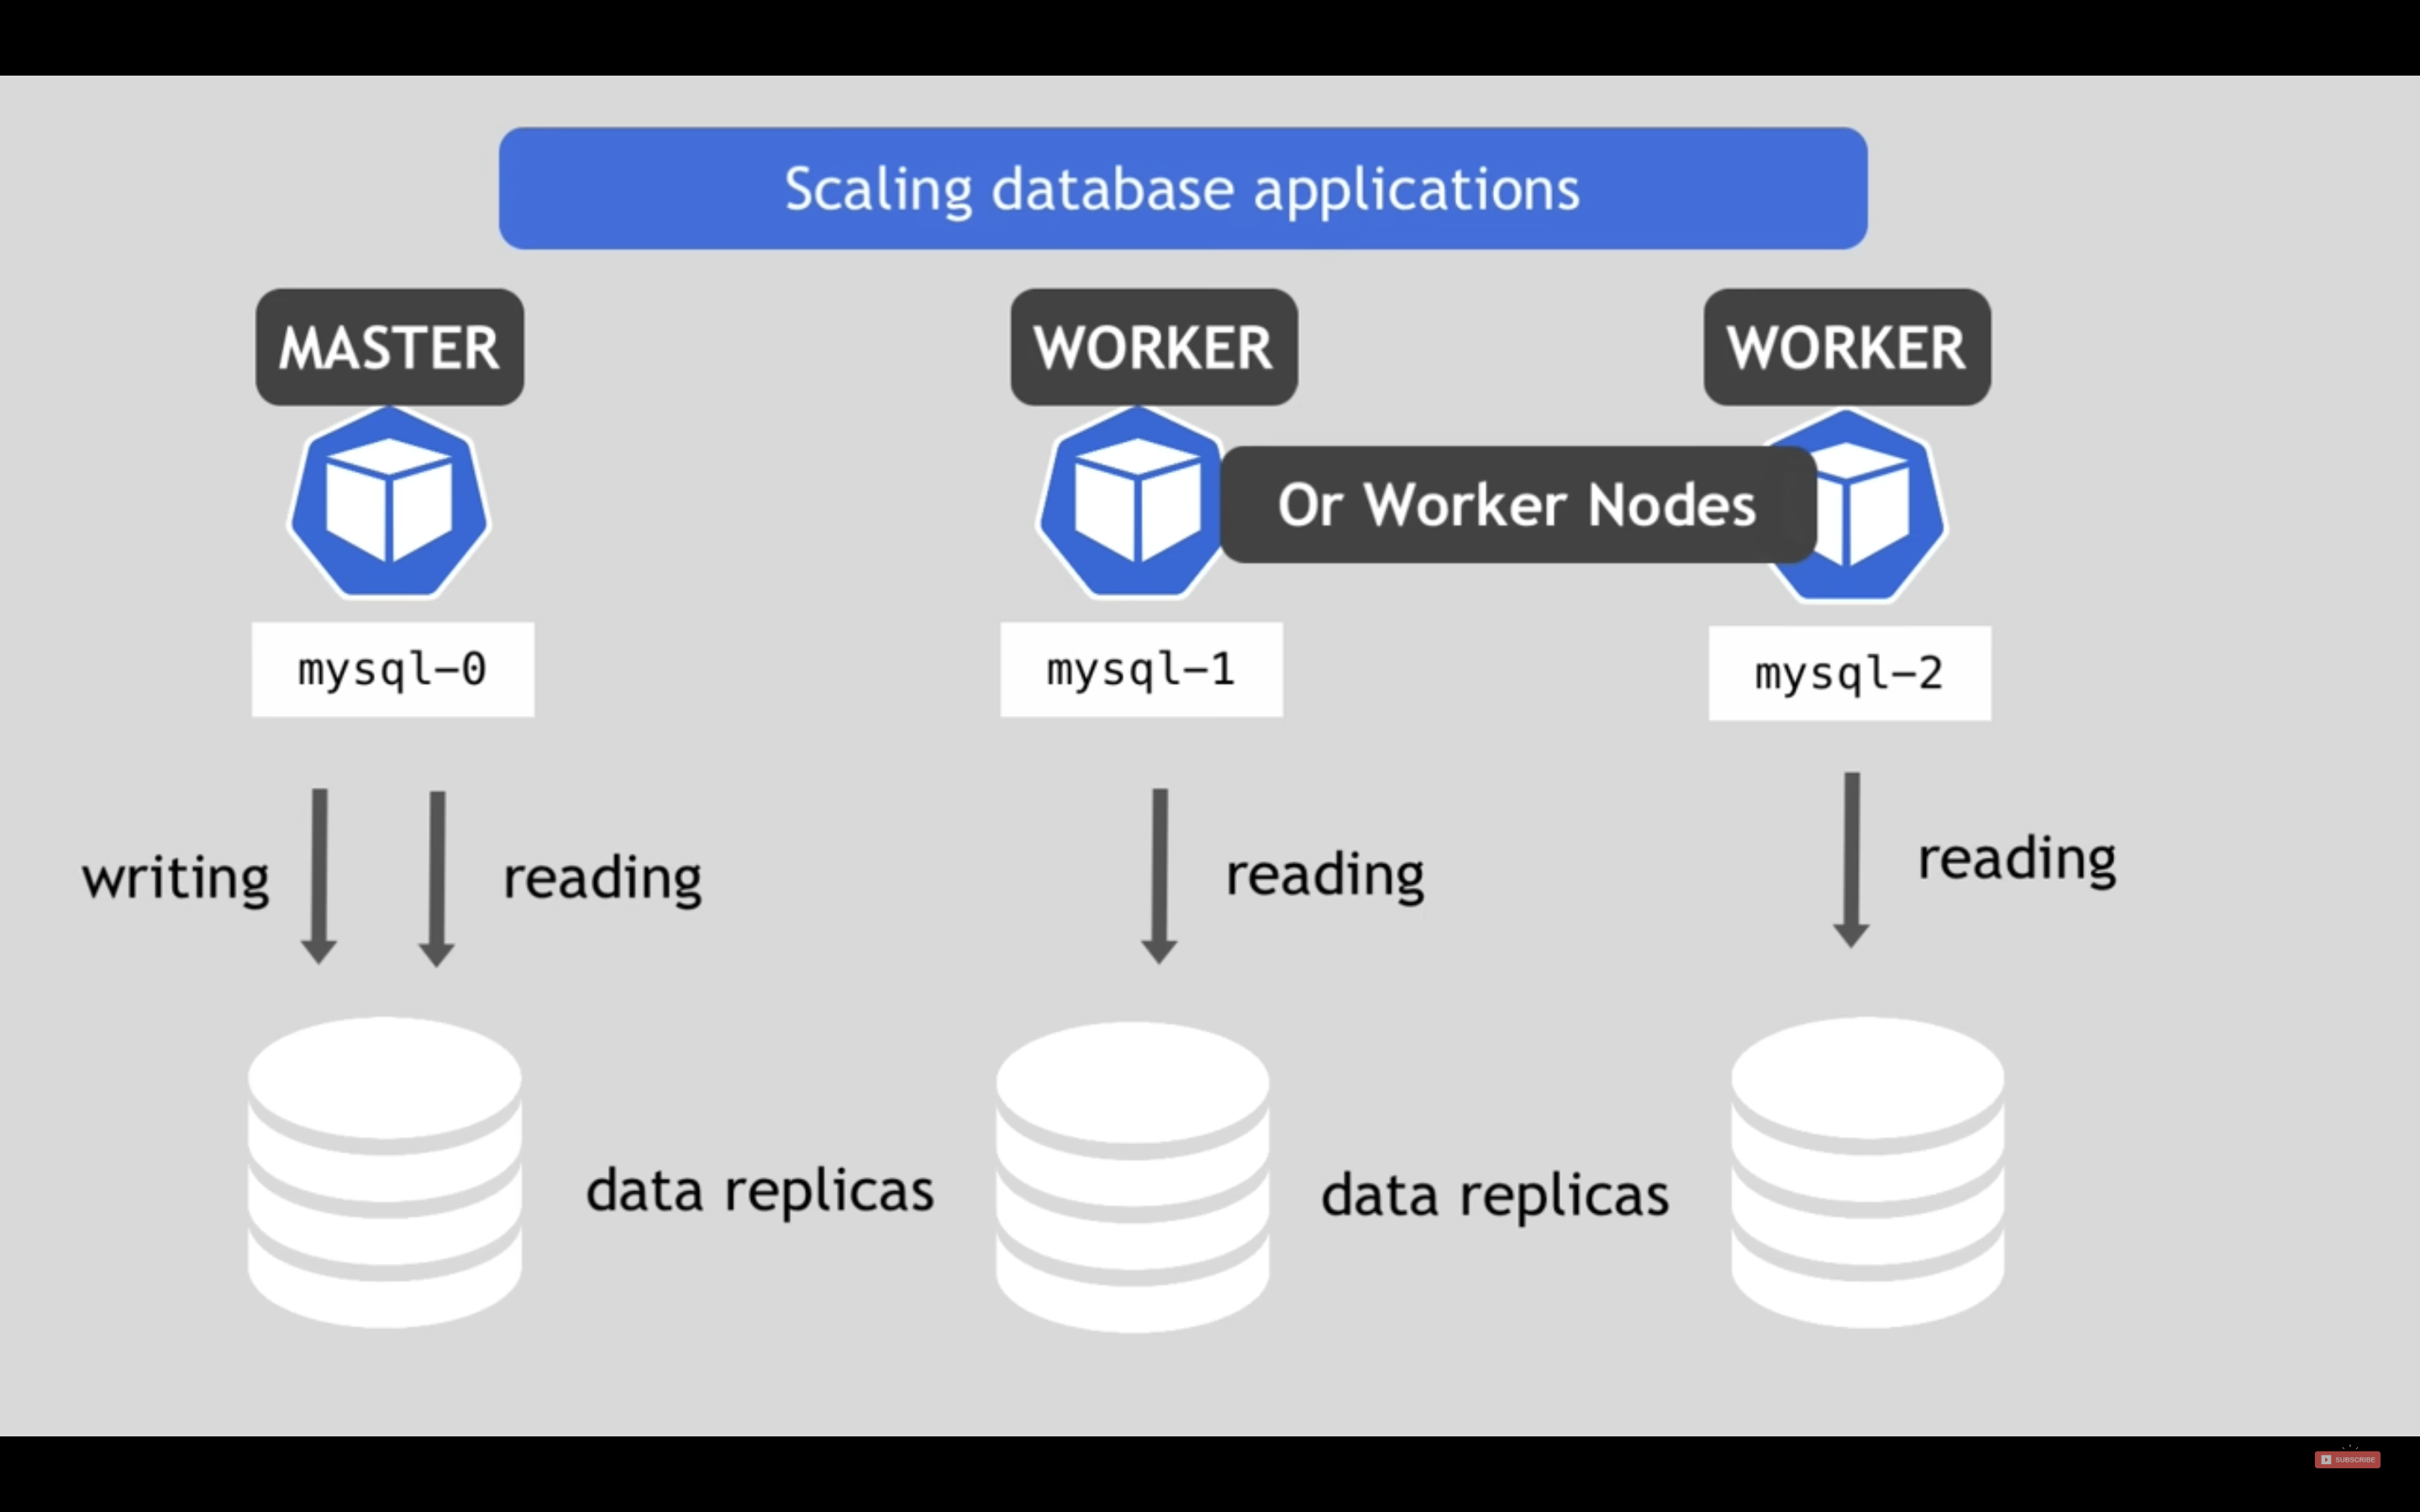 Scaling database applications
MASTER
WORKER
WORKER
Or Worker Nodes
mysql-0
mysql-1
mysql-2
writing
reading
reading
reading
data replicas
data replicas
SUBSCRIBE